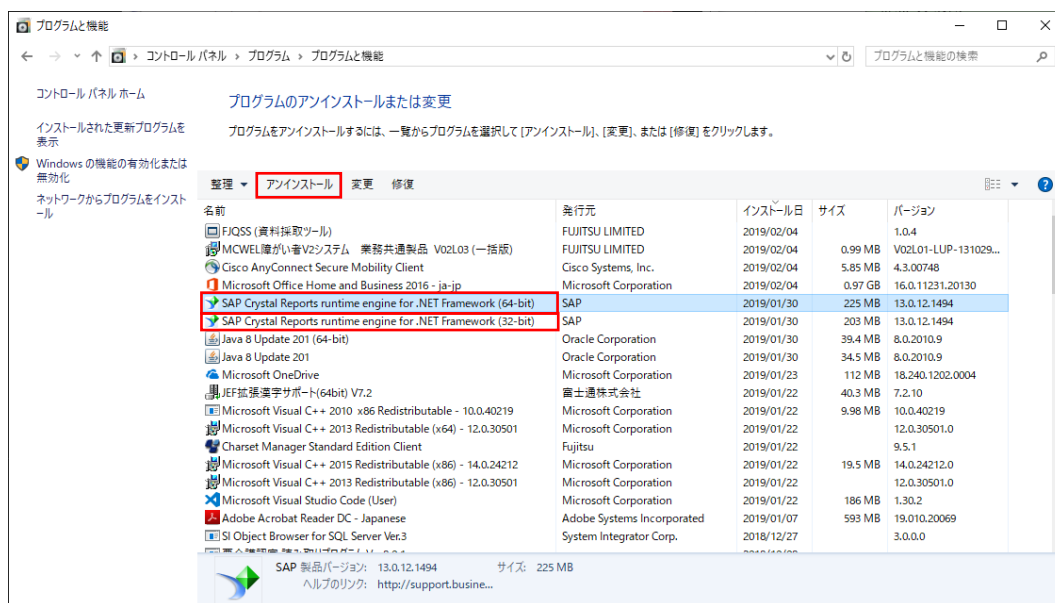 プログラムと機能
コントロール パネル › プログラム › プログラムと機能
プログラムと機能の検索
コントロール パネル ホーム
インストールされた更新プログラムを
表示
Windows の機能の有効化または
無効化
ネットワークからプログラムをインスト
ール
プログラムのアンインストールまたは変更
プログラムをアンインストールするには、一覧からプログラムを選択して [アンインストール]、[変更]、または [修復] をクリックします。
整理 アンインストール 変更 修復
名前 発行元 インストール日 サイズ バージョン
FJQSS (資料採取ツール) FUJITSU LIMITED 2019/02/04 1.0.4
MCWEL障がい者V2システム 業務共通製品 V02L03 (一括版) FUJITSU LIMITED 2019/02/04 0.99 MB V02L01-LUP-131029...
Cisco AnyConnect Secure Mobility Client Cisco Systems, Inc. 2019/02/04 5.85 MB 4.3.00748
Microsoft Office Home and Business 2016 - ja-jp Microsoft Corporation 2019/02/04 0.97 GB 16.0.11231.20130
SAP Crystal Reports runtime engine for .NET Framework (64-bit) SAP 2019/01/30 225 MB 13.0.12.1494
SAP Crystal Reports runtime engine for .NET Framework (32-bit) SAP 2019/01/30 203 MB 13.0.12.1494
Java 8 Update 201 (64-bit) Oracle Corporation 2019/01/30 39.4 MB 8.0.2010.9
Java 8 Update 201 Oracle Corporation 2019/01/30 34.5 MB 8.0.2010.9
Microsoft OneDrive Microsoft Corporation 2019/01/23 112 MB 18.240.1202.0004
JEF拡張漢字サポート(64bit) V7.2 富士通株式会社 2019/01/22 40.3 MB 7.2.10
Microsoft Visual C++ 2010 x86 Redistributable - 10.0.40219 Microsoft Corporation 2019/01/22 9.98 MB 10.0.40219
Microsoft Visual C++ 2013 Redistributable (x64) - 12.0.30501 Microsoft Corporation 2019/01/22 12.0.30501.0
Charset Manager Standard Edition Client Fujitsu 2019/01/22 9.5.1
Microsoft Visual C++ 2015 Redistributable (x86) - 14.0.24212 Microsoft Corporation 2019/01/22 19.5 MB 14.0.24212.0
Microsoft Visual C++ 2013 Redistributable (x86) - 12.0.30501 Microsoft Corporation 2019/01/22 12.0.30501.0
Microsoft Visual Studio Code (User) Microsoft Corporation 2019/01/22 186 MB 1.30.2
Adobe Acrobat Reader DC - Japanese Adobe Systems Incorporated 2019/01/07 593 MB 19.010.20069
SI Object Browser for SQL Server Ver.3 System Integrator Corp. 2018/12/27 3.0.0.0
SAP 製品バージョン: 13.0.12.1494 サイズ: 225 MB
ヘルプのリンク: http://support.busine...